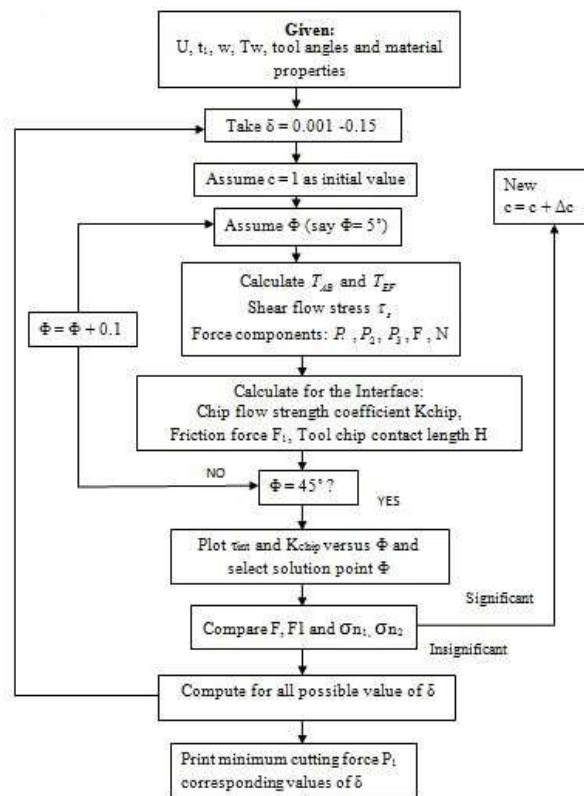 Given:
U, t₁, w, Tw, tool angles and material
properties
Take δ = 0.001 -0.15
Assume c = 1 as initial value
New
c = c + Δc
Assume Φ (say Φ= 5°)
Calculate T_AB and T_EF
Shear flow stress τ_s
Force components: P , P₂, P₃, F , N
Φ = Φ + 0.1
Calculate for the Interface:
Chip flow strength coefficient Kchip,
Friction force F₁, Tool chip contact length H
NO
Φ = 45° ?
YES
Plot τint and Kchip versus Φ and
select solution point Φ
Significant
Compare F, F1 and σn₁, σn₂
Insignificant
Compute for all possible value of δ
Print minimum cutting force P₁
corresponding values of δ